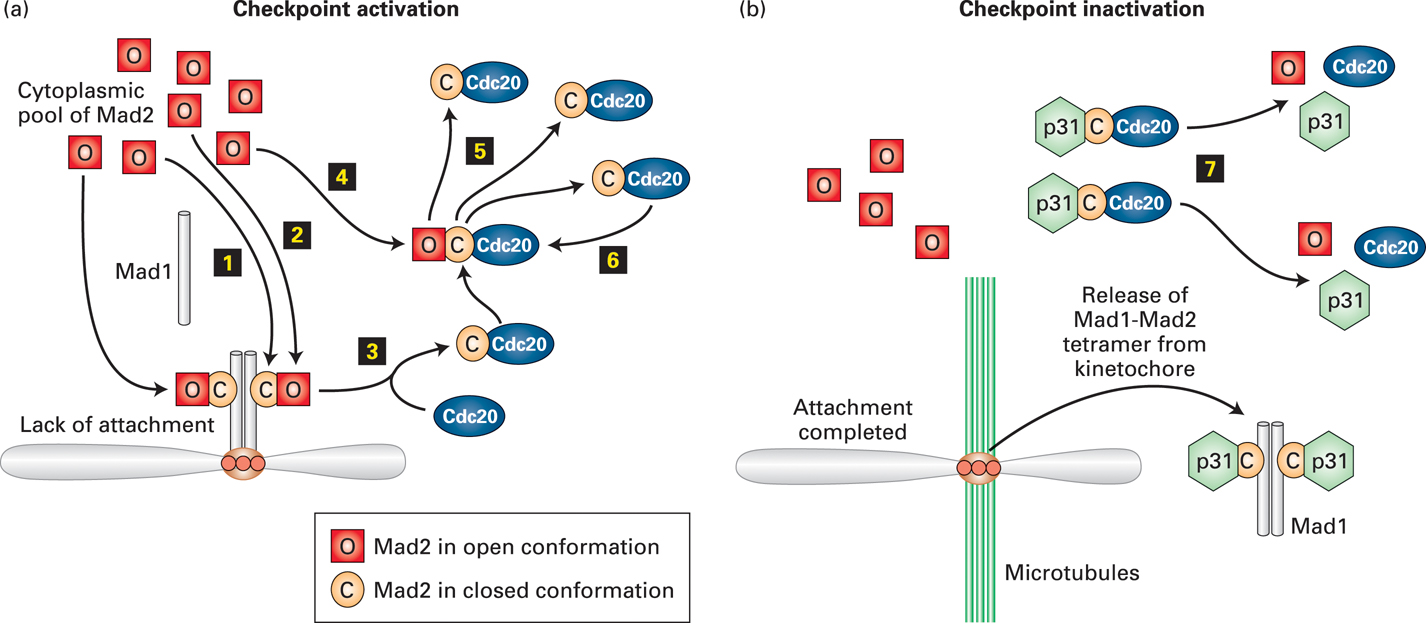 (a)
Checkpoint activation
O
O
Cytoplasmic
pool of Mad2
O
O
O
O
O
C Cdc20
C Cdc20
5
4
C Cdc20
Mad1
1
2
O C Cdc20
6
3
C Cdc20
O C
C O
Cdc20
Lack of attachment
O Mad2 in open conformation
C Mad2 in closed conformation
(b)
Checkpoint inactivation
O Cdc20
p31
p31 C Cdc20
7
p31 C Cdc20
O Cdc20
p31
O
O
O
O
Release of
Mad1-Mad2
tetramer from
kinetochore
Attachment
completed
p31 C
C p31
Mad1
Microtubules